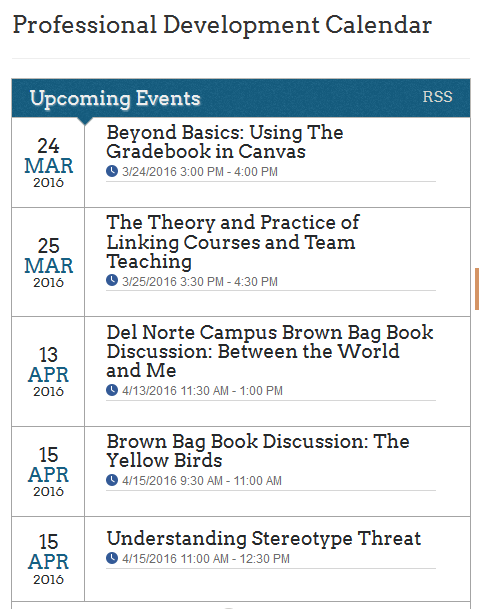 Professional Development Calendar
Upcoming Events
RSS
24
MAR
2016
Beyond Basics: Using The
Gradebook in Canvas
3/24/2016 3:00 PM - 4:00 PM
25
MAR
2016
The Theory and Practice of
Linking Courses and Team
Teaching
3/25/2016 3:30 PM - 4:30 PM
13
APR
2016
Del Norte Campus Brown Bag Book
Discussion: Between the World
and Me
4/13/2016 11:30 AM - 1:00 PM
15
APR
2016
Brown Bag Book Discussion: The
Yellow Birds
4/15/2016 9:30 AM - 11:00 AM
15
APR
2016
Understanding Stereotype Threat
4/15/2016 11:00 AM - 12:30 PM